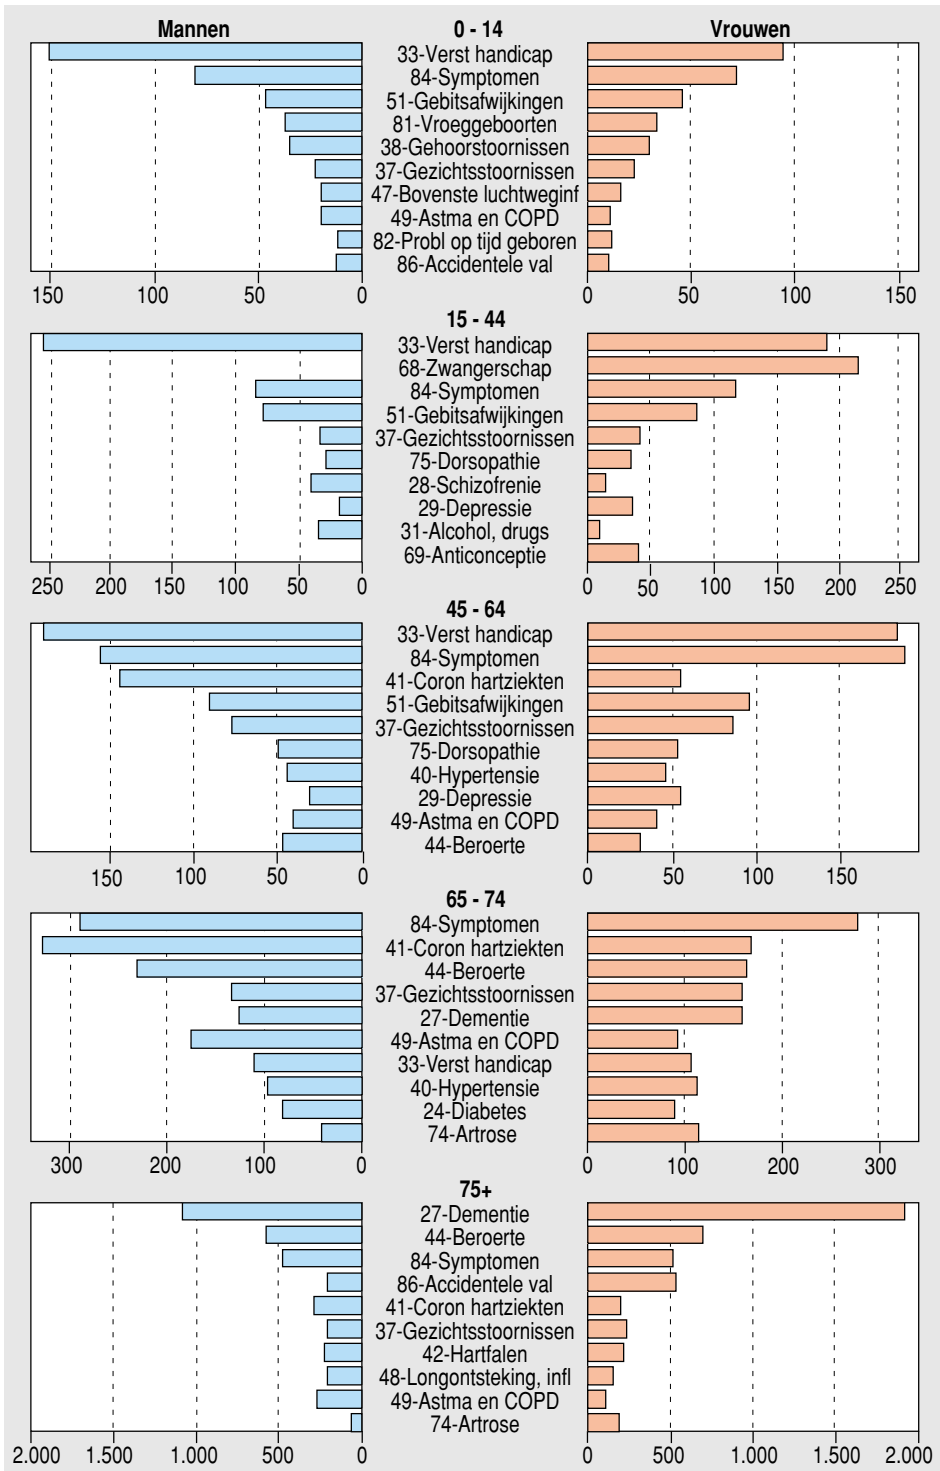 Mannen 0 - 14 Vrouwen
33-Verst handicap
84-Symptomen
51-Gebitsafwijkingen
81-Vroeggeboorten
38-Gehoorstoornissen
37-Gezichtsstoornissen
47-Bovenste luchtweginf
49-Astma en COPD
82-Probl op tijd geboren
86-Accidentele val
150 100 50 0 0 50 100 150
15 - 44
33-Verst handicap
68-Zwangerschap
84-Symptomen
51-Gebitsafwijkingen
37-Gezichtsstoornissen
75-Dorsopathie
28-Schizofrenie
29-Depressie
31-Alcohol, drugs
69-Anticonceptie
250 200 150 100 50 0 0 50 100 150 200 250
45 - 64
33-Verst handicap
84-Symptomen
41-Coron hartziekten
51-Gebitsafwijkingen
37-Gezichtsstoornissen
75-Dorsopathie
40-Hypertensie
29-Depressie
49-Astma en COPD
44-Beroerte
150 100 50 0 0 50 100 150
65 - 74
84-Symptomen
41-Coron hartziekten
44-Beroerte
37-Gezichtsstoornissen
27-Dementie
49-Astma en COPD
33-Verst handicap
40-Hypertensie
24-Diabetes
74-Artrose
300 200 100 0 0 100 200 300
75+
27-Dementie
44-Beroerte
84-Symptomen
86-Accidentele val
41-Coron hartziekten
37-Gezichtsstoornissen
42-Hartfalen
48-Longontsteking, infl
49-Astma en COPD
74-Artrose
2.000 1.500 1.000 500 0 0 500 1.000 1.500 2.000